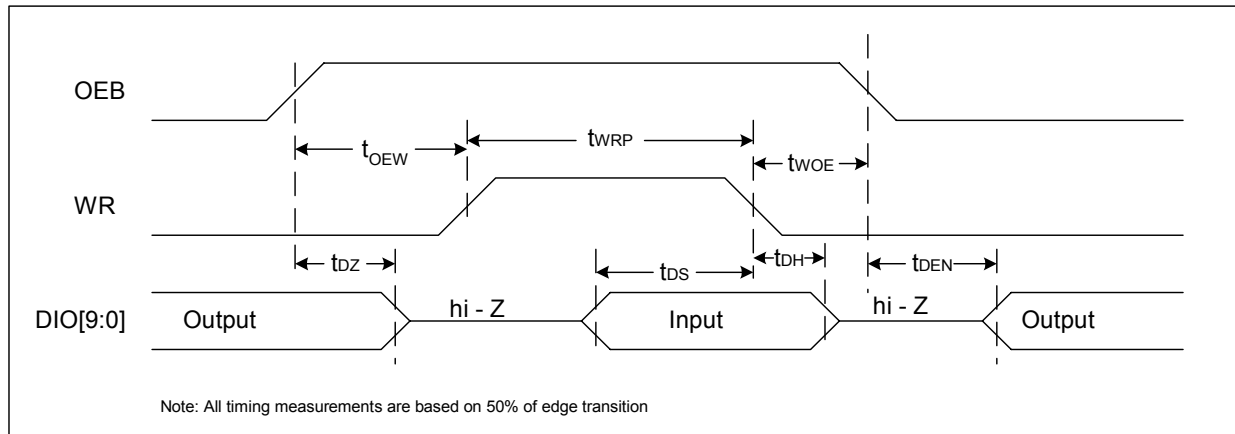 OEB
tOEW
tWRP
tWOE
WR
tDZ
tDS
tDH
tDEN
DIO[9:0]
Output
hi - Z
Input
hi - Z
Output
Note: All timing measurements are based on 50% of edge transition